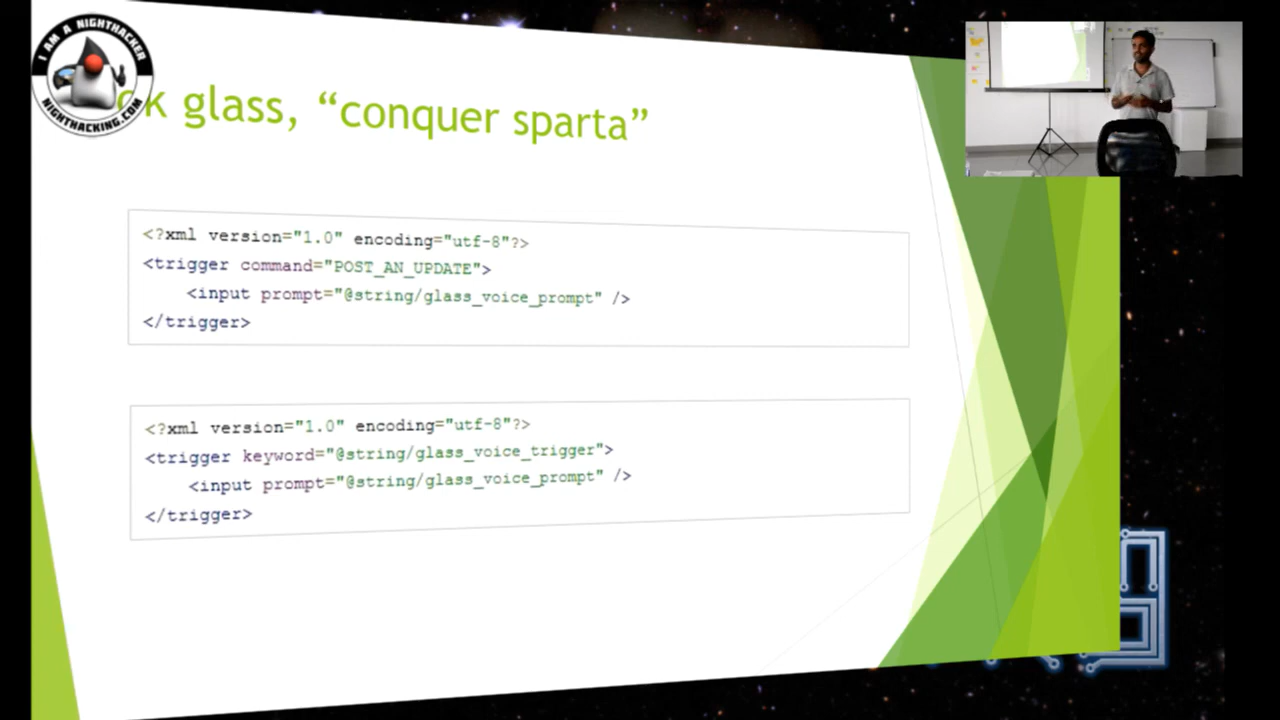 I AM A NIGHTHACKER
NIGHTHACKING.COM
ok glass, “conquer sparta”
<?xml version="1.0" encoding="utf-8"?>
<trigger command="POST_AN_UPDATE">
    <input prompt="@string/glass_voice_prompt" />
</trigger>
<?xml version="1.0" encoding="utf-8"?>
<trigger keyword="@string/glass_voice_trigger">
    <input prompt="@string/glass_voice_prompt" />
</trigger>